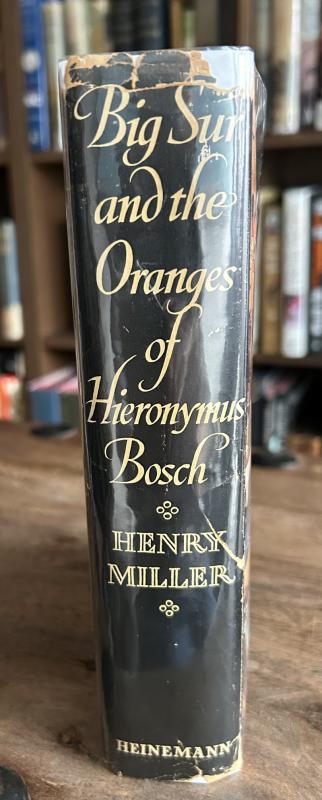 Big Sur
and the
Oranges
of
Hieronymus
Bosch
HENRY
MILLER
HEINEMANN